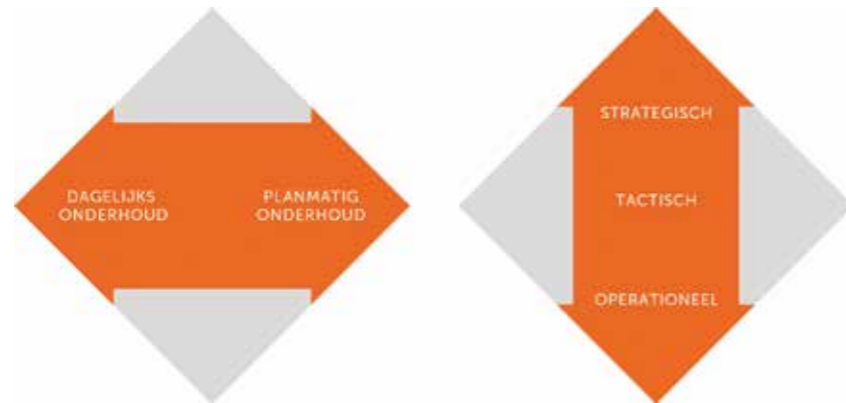 DAGELIJKS
ONDERHOUD
PLANMATIG
ONDERHOUD
STRATEGISCH
TACTISCH
OPERATIONEEL